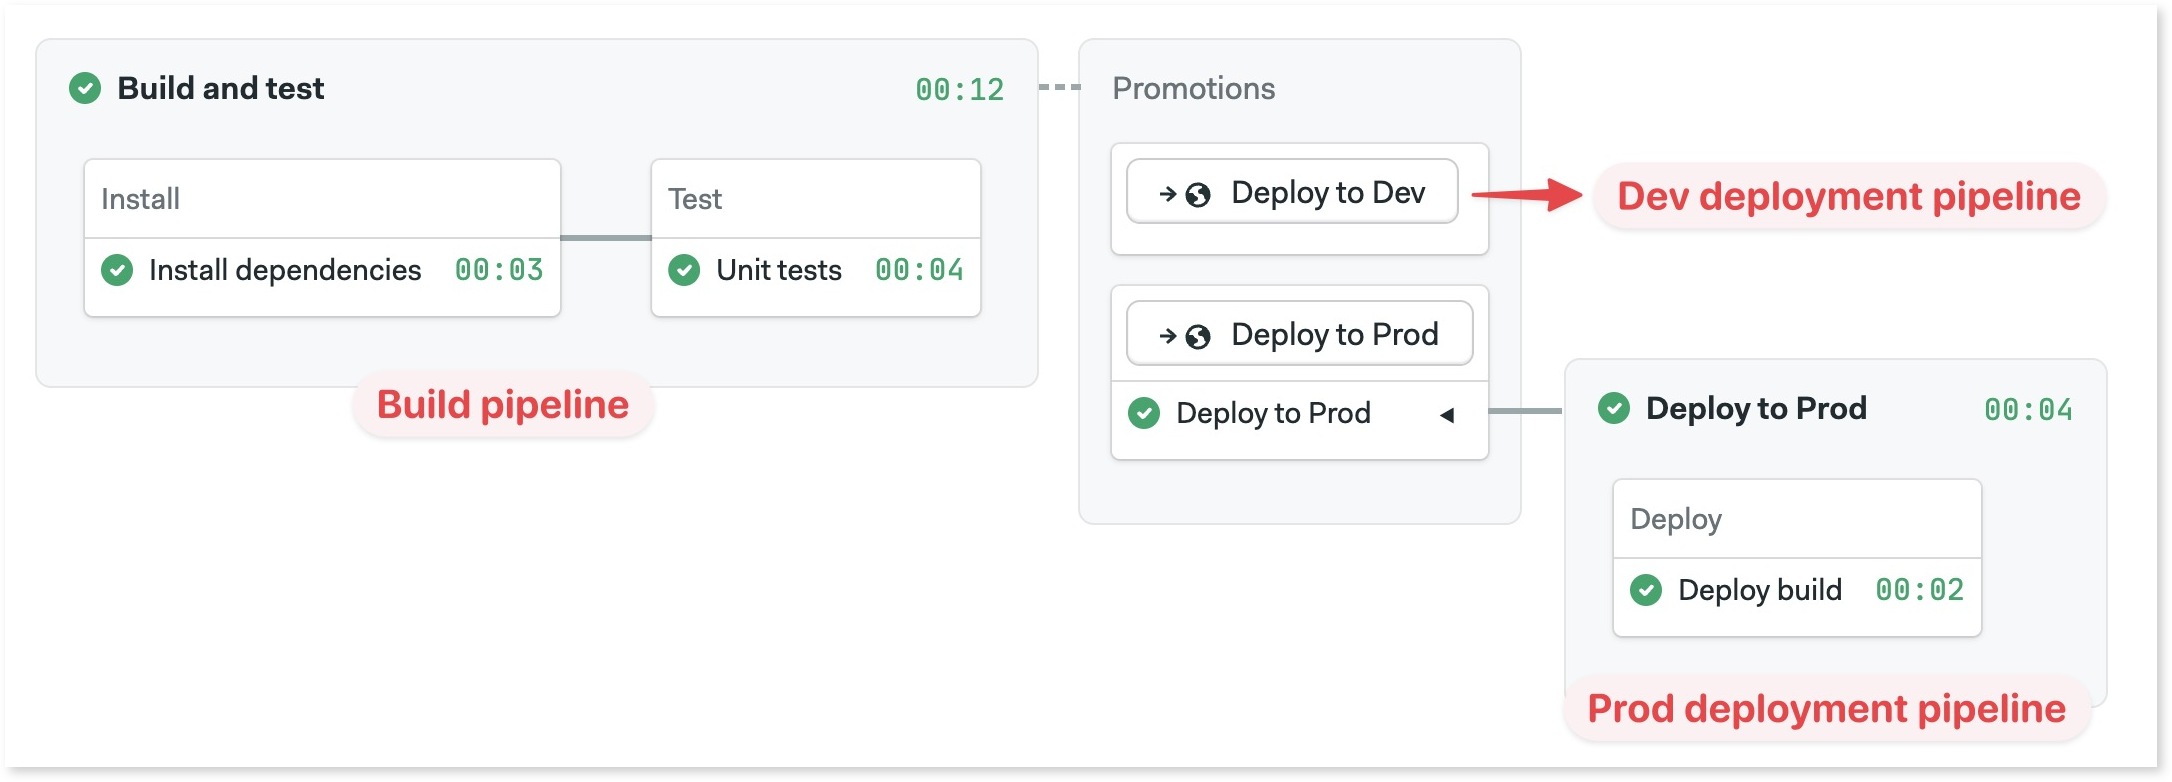 Build and test 00:12
Install
Install dependencies 00:03
Test
Unit tests 00:04
Build pipeline
Promotions
Deploy to Dev
Dev deployment pipeline
Deploy to Prod
Deploy to Prod
Deploy to Prod 00:04
Deploy
Deploy build 00:02
Prod deployment pipeline